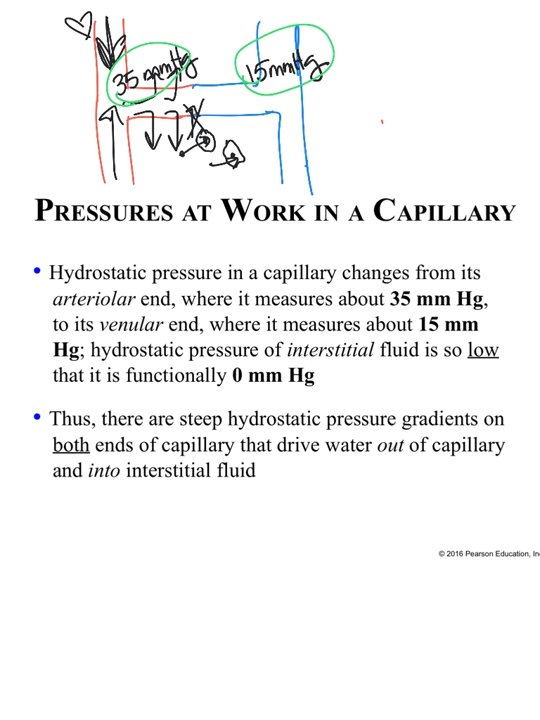 35 mmHg 15mmHg
PRESSURES AT WORK IN A CAPILLARY
• Hydrostatic pressure in a capillary changes from its
arteriolar end, where it measures about 35 mm Hg,
to its venular end, where it measures about 15 mm
Hg; hydrostatic pressure of interstitial fluid is so low
that it is functionally 0 mm Hg
• Thus, there are steep hydrostatic pressure gradients on
both ends of capillary that drive water out of capillary
and into interstitial fluid
© 2016 Pearson Education, In